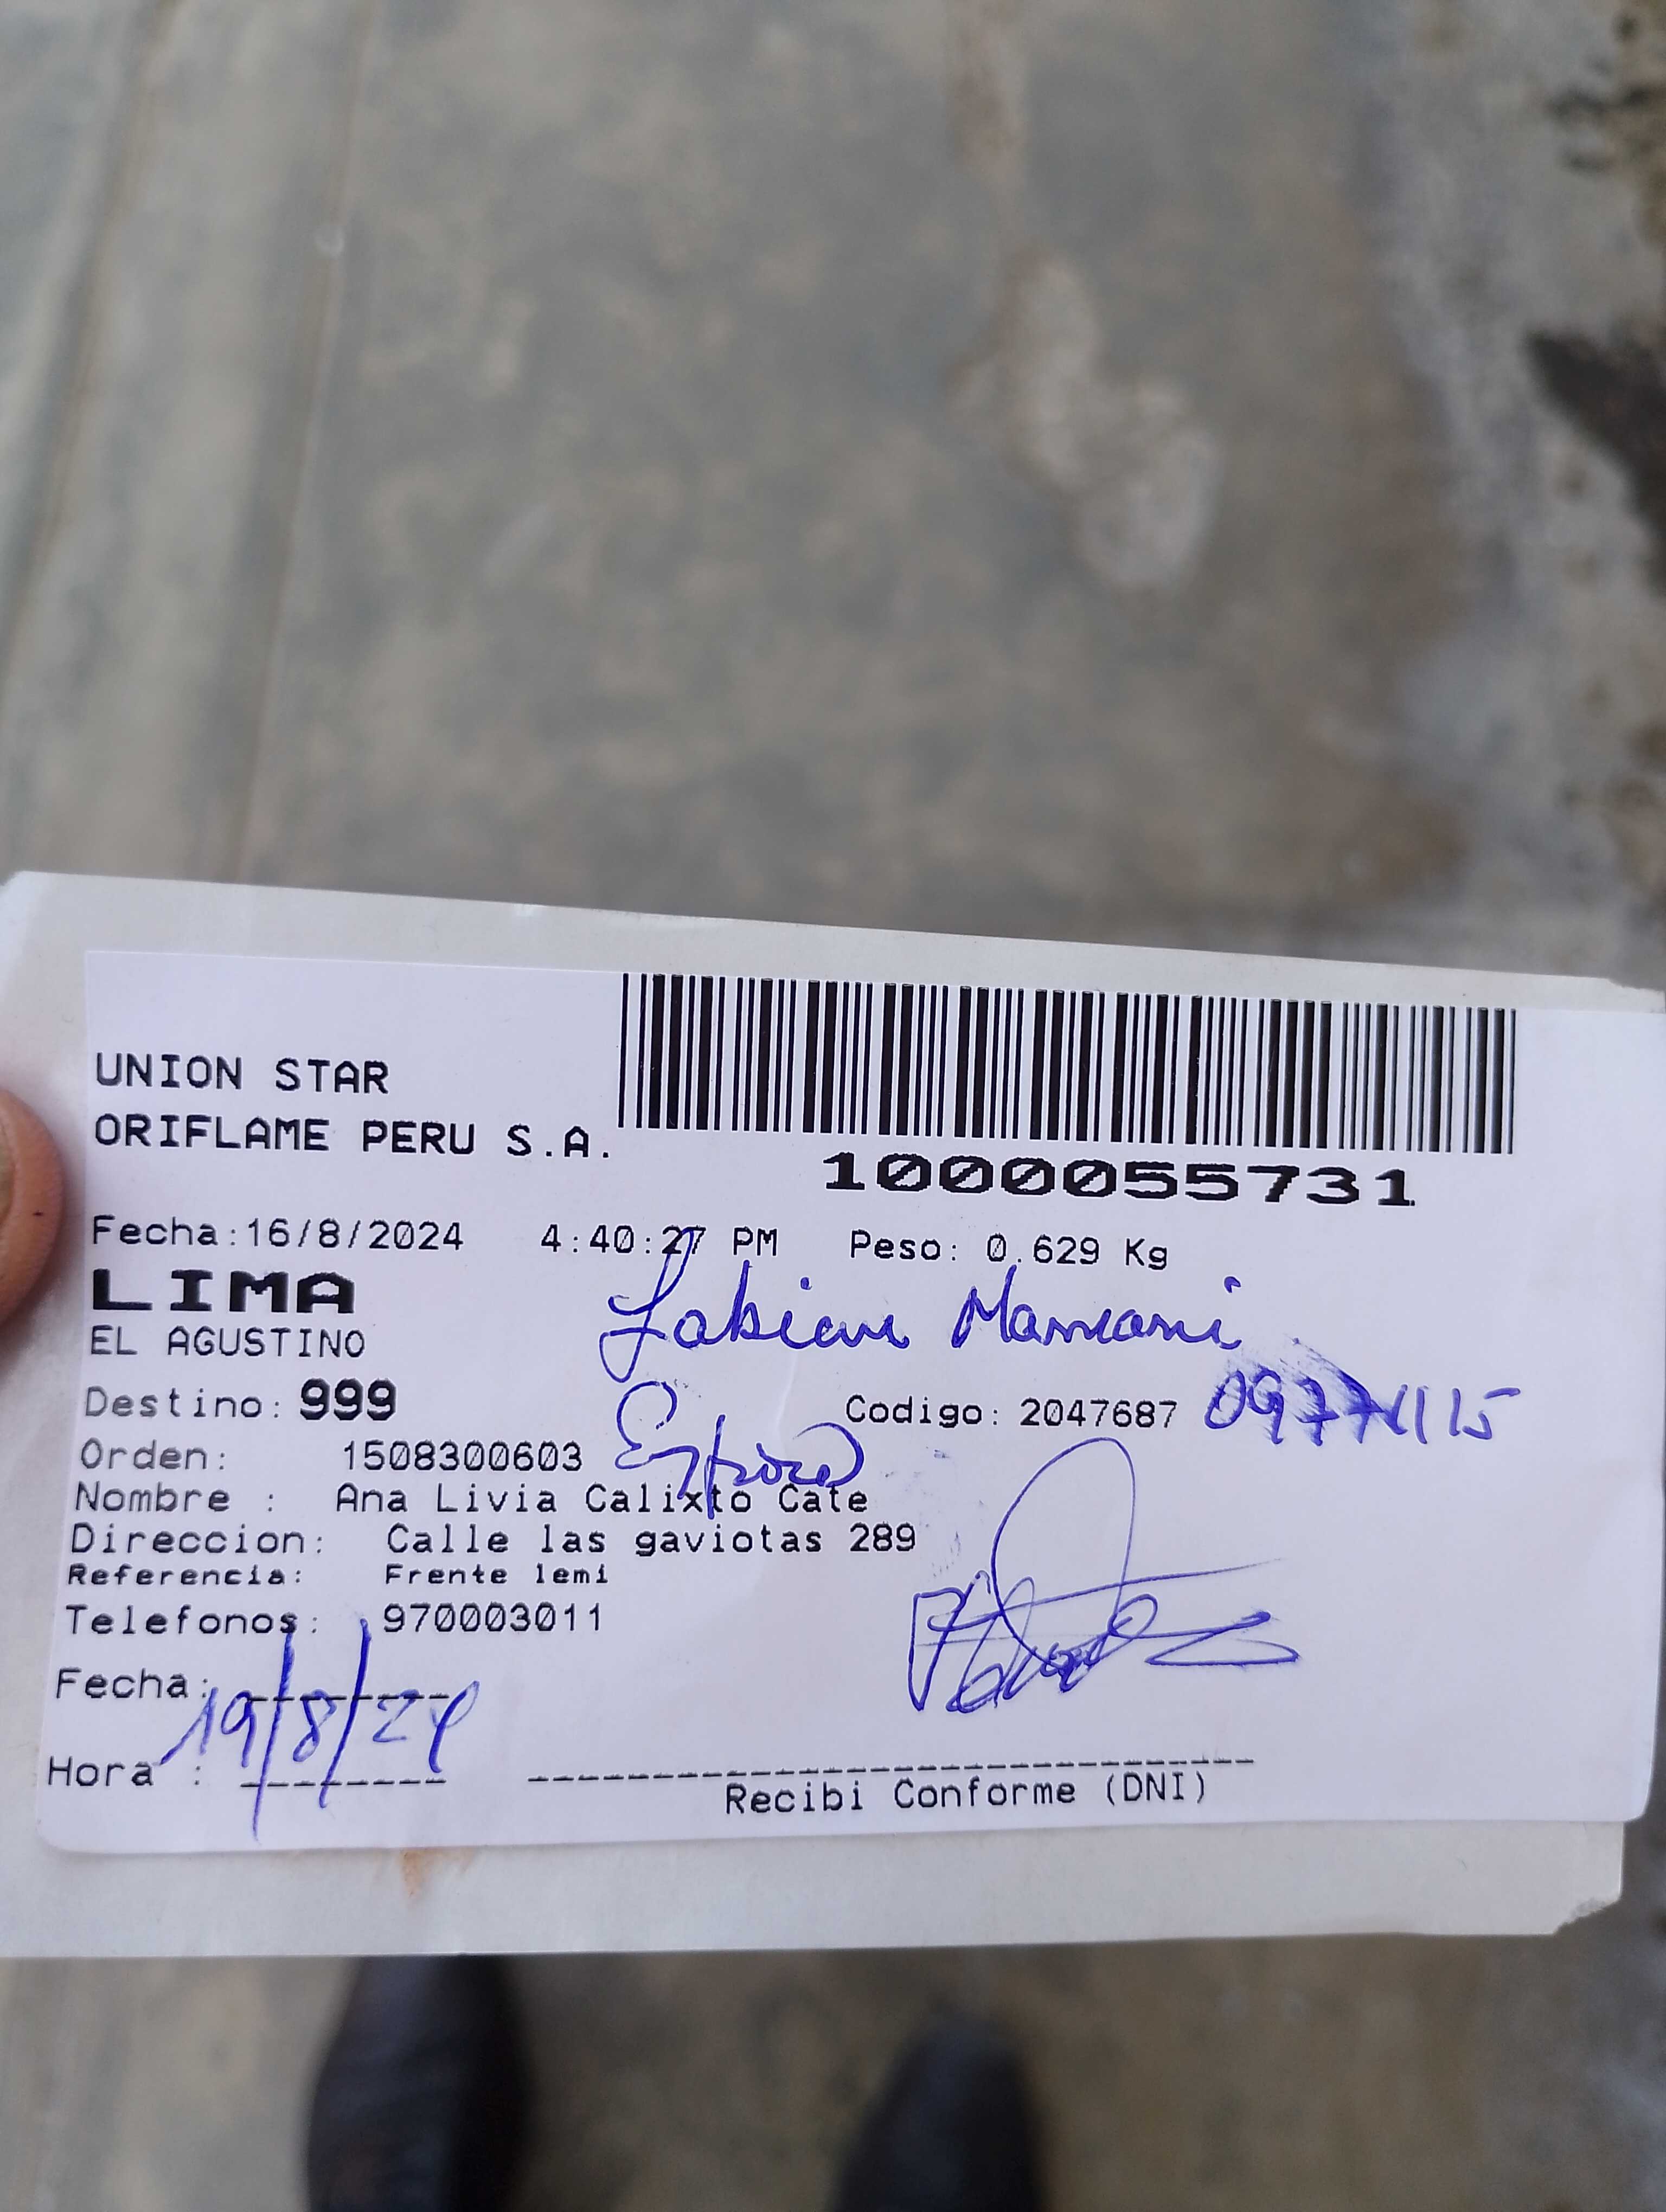 UNION STAR
ORIFLAME PERU S.A.
1000055731
Fecha:16/8/2024 4:40:27 PM Peso: 0.629 Kg
LIMA
EL AGUSTINO
Fabian Mamani
Destino: 999
Codigo: 2047687
Esposo
Orden: 1508300603
Nombre : Ana Livia Calixto Cate
Direccion: Calle las gaviotas 289
Referencia: Frente lemi
Telefonos: 970003011
Fecha: 19/8/24
Hora :
Recibi Conforme (DNI)